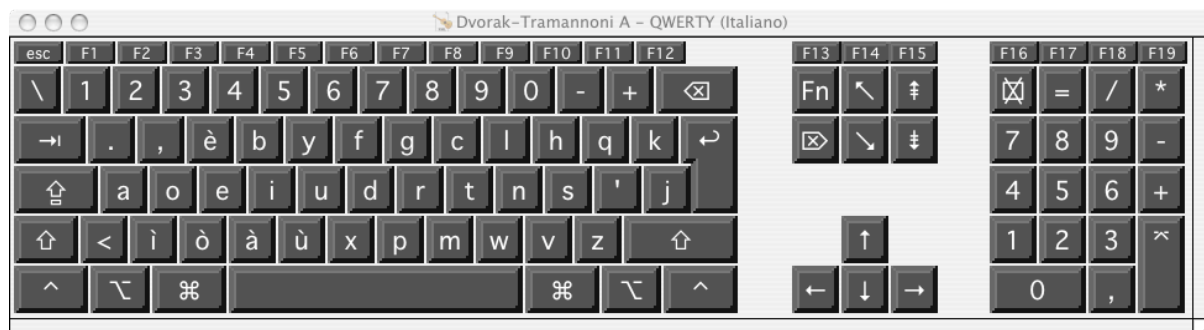 Dvorak-Tramannoni A - QWERTY (Italiano)
esc F1 F2 F3 F4 F5 F6 F7 F8 F9 F10 F11 F12 F13 F14 F15 F16 F17 F18 F19
\ 1 2 3 4 5 6 7 8 9 0 - + ⌫ Fn ↖ ⇞ = / *
⇥ . , è b y f g c l h q k ↩ ⌦ ↘ ⇟ 7 8 9 -
⇪ a o e i u d r t n s ' j 4 5 6 +
⇧ < ì ò à ù x p m w v z ⇧ ↑ 1 2 3 ⌤
^ ⌥ ⌘ ⌘ ⌥ ^ ← ↓ → 0 ,